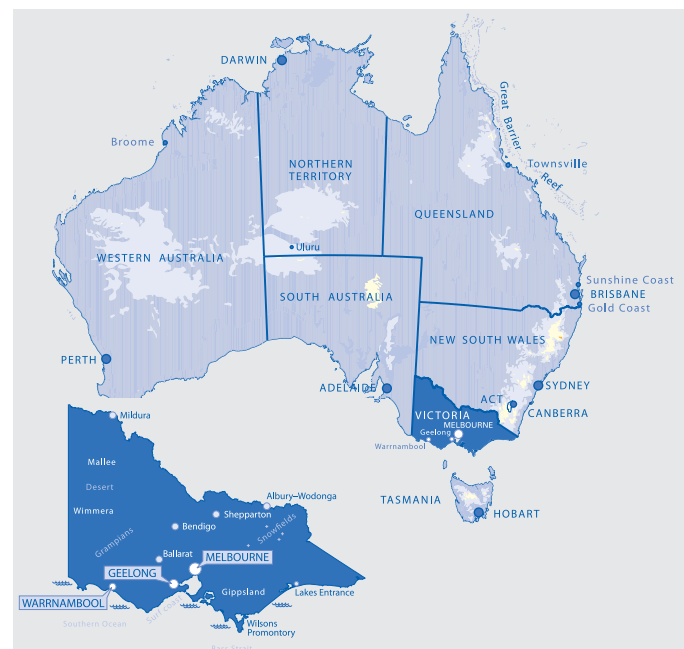 DARWIN
Great Barrier
Reef
Broome
Townsville
NORTHERN
TERRITORY
QUEENSLAND
Uluru
WESTERN AUSTRALIA
Sunshine Coast
BRISBANE
Gold Coast
SOUTH AUSTRALIA
NEW SOUTH WALES
PERTH
ADELAIDE
SYDNEY
ACT
CANBERRA
VICTORIA
MELBOURNE
Geelong
Warrnambool
TASMANIA
HOBART
Mildura
Mallee
Desert
Wimmera
Albury–Wodonga
Shepparton
Snowfields
Bendigo
Grampians
Ballarat
MELBOURNE
GEELONG
WARRNAMBOOL
Gippsland
Lakes Entrance
Surf coast
Southern Ocean
Wilsons
Promontory